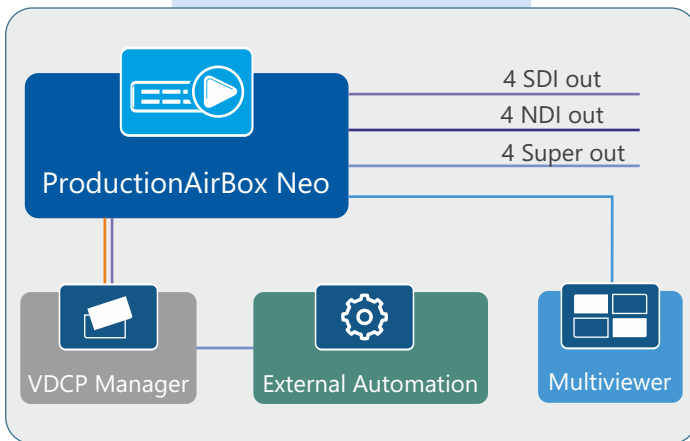 4 SDI out
4 NDI out
4 Super out
ProductionAirBox Neo
VDCP Manager
External Automation
Multiviewer